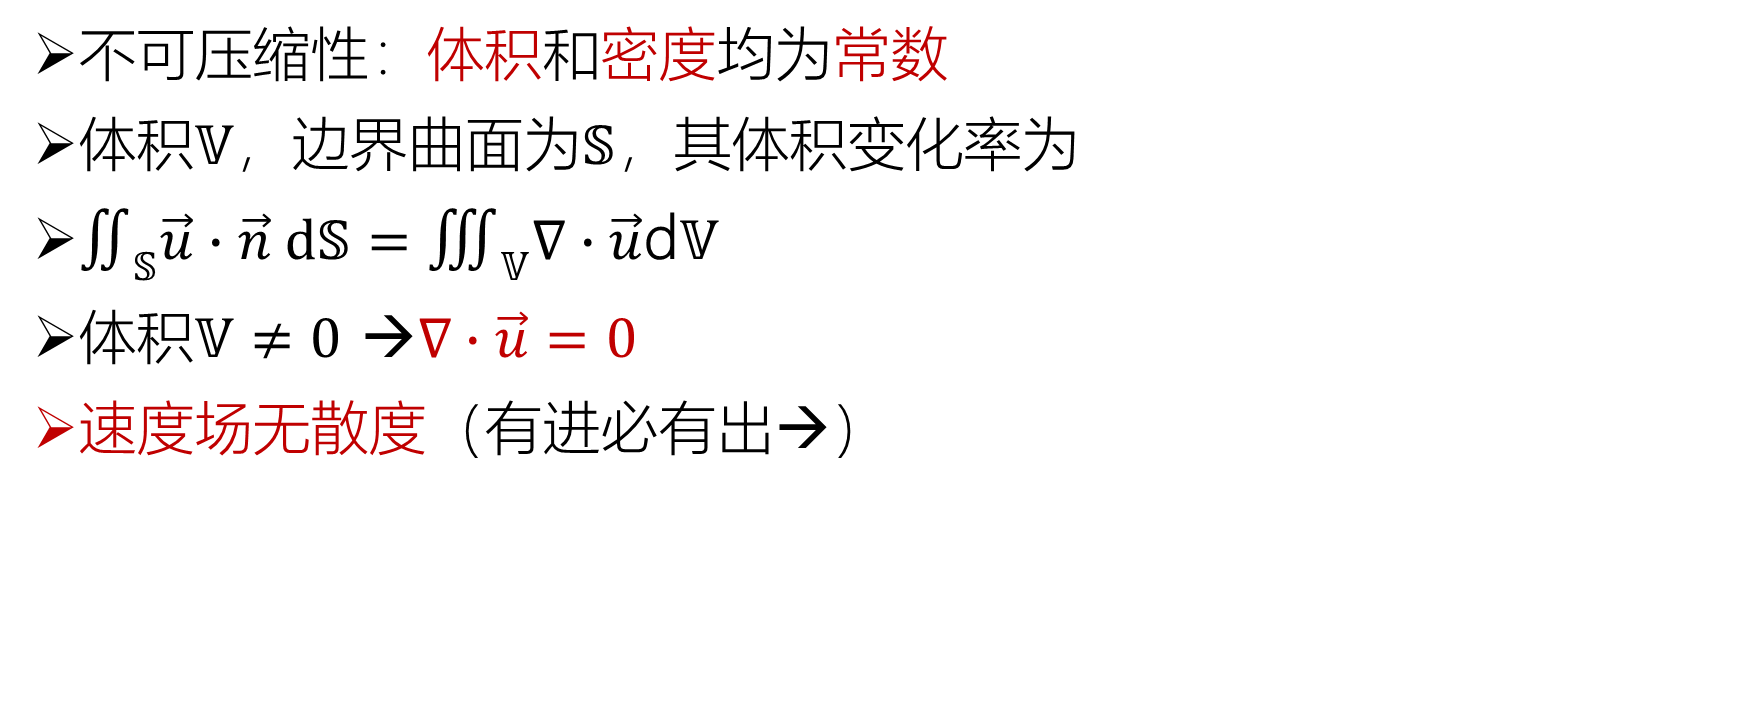 ➢不可压缩性：体积和密度均为常数
➢体积𝕍，边界曲面为𝕊，其体积变化率为
➢∬_𝕊 u⃗ · n⃗ d𝕊 = ∭_𝕍 ∇ · u⃗ d𝕍
➢体积𝕍 ≠ 0 →∇ · u⃗ = 0
➢速度场无散度（有进必有出→）